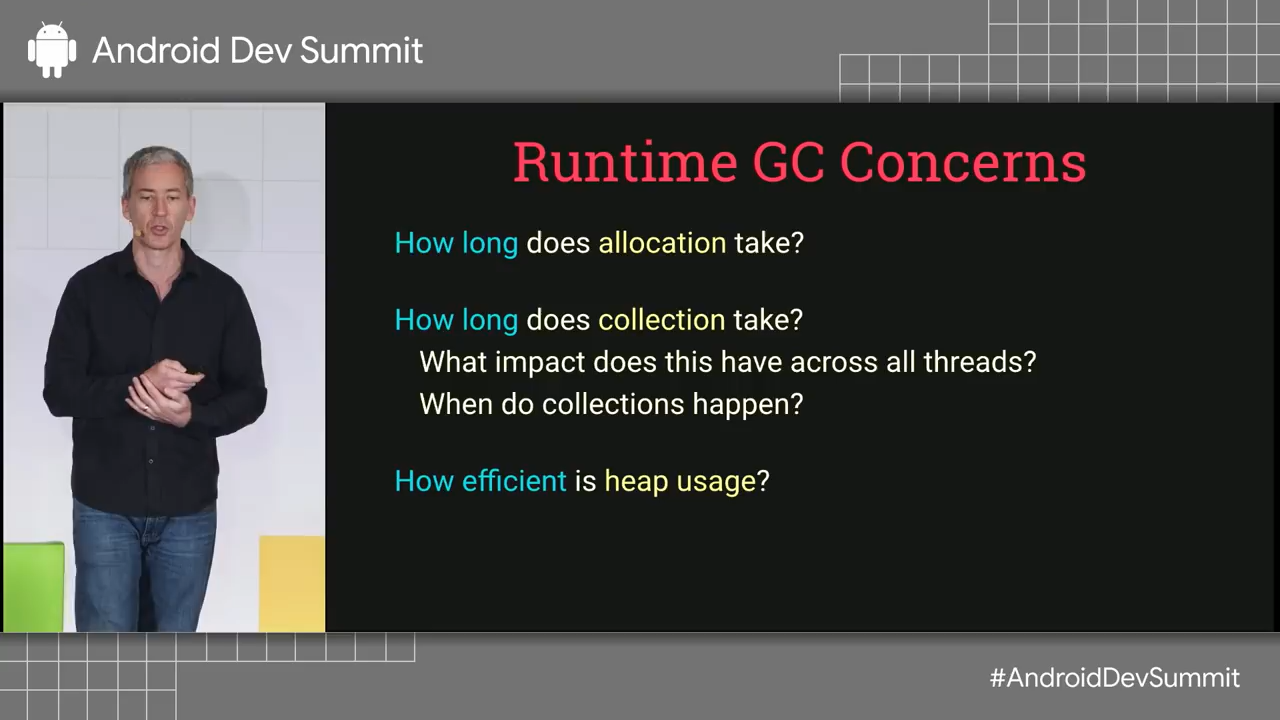 Android Dev Summit
Runtime GC Concerns
How long does allocation take?
How long does collection take?
What impact does this have across all threads?
When do collections happen?
How efficient is heap usage?
#AndroidDevSummit